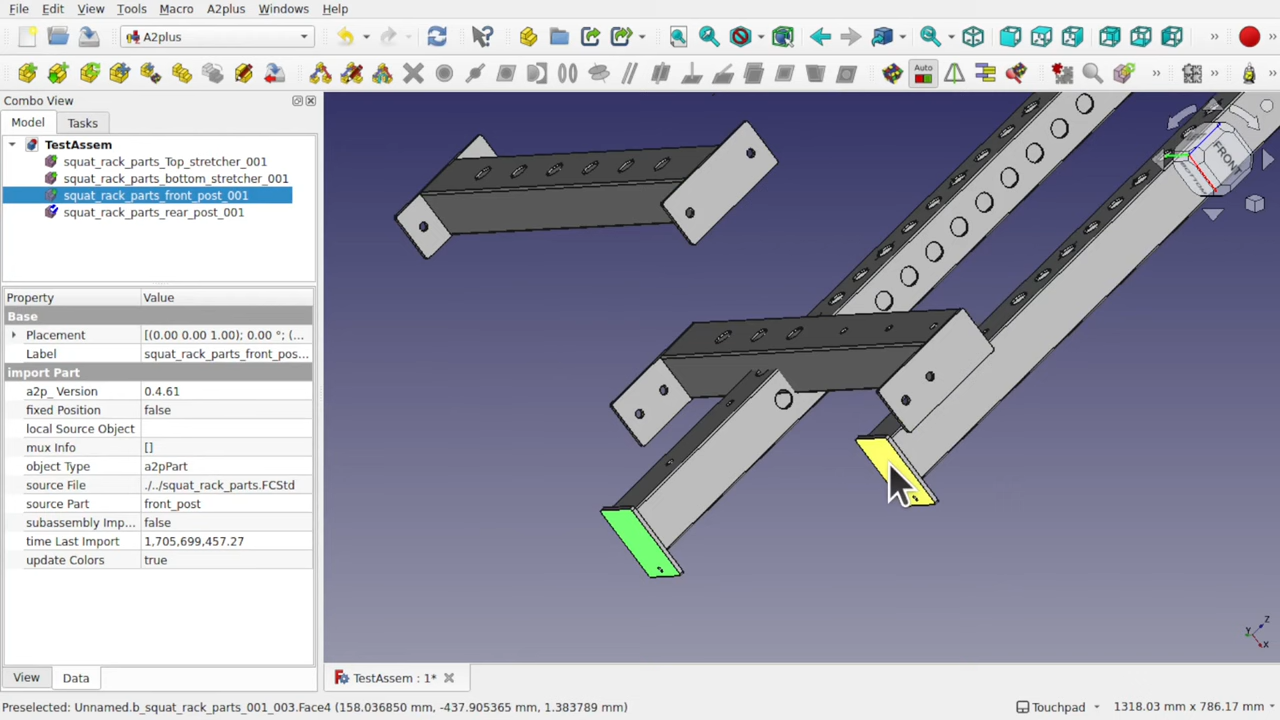 File Edit View Tools Macro A2plus Windows Help
A2plus
Auto
Combo View
Model Tasks
TestAssem
squat_rack_parts_Top_stretcher_001
squat_rack_parts_bottom_stretcher_001
squat_rack_parts_front_post_001
squat_rack_parts_rear_post_001
FRONT
Property Value
Base
Placement [(0.00 0.00 1.00); 0.00 °; (...
Label squat_rack_parts_front_pos...
import Part
a2p_ Version 0.4.61
fixed Position false
local Source Object
mux Info []
object Type a2pPart
source File ./../squat_rack_parts.FCStd
source Part front_post
subassembly Imp... false
time Last Import 1,705,699,457.27
update Colors true
Z
Y
X
View Data
TestAssem : 1*
Preselected: Unnamed.b_squat_rack_parts_001_003.Face4 (158.036850 mm, -437.905365 mm, 1.383789 mm) Touchpad 1318.03 mm x 786.17 mm